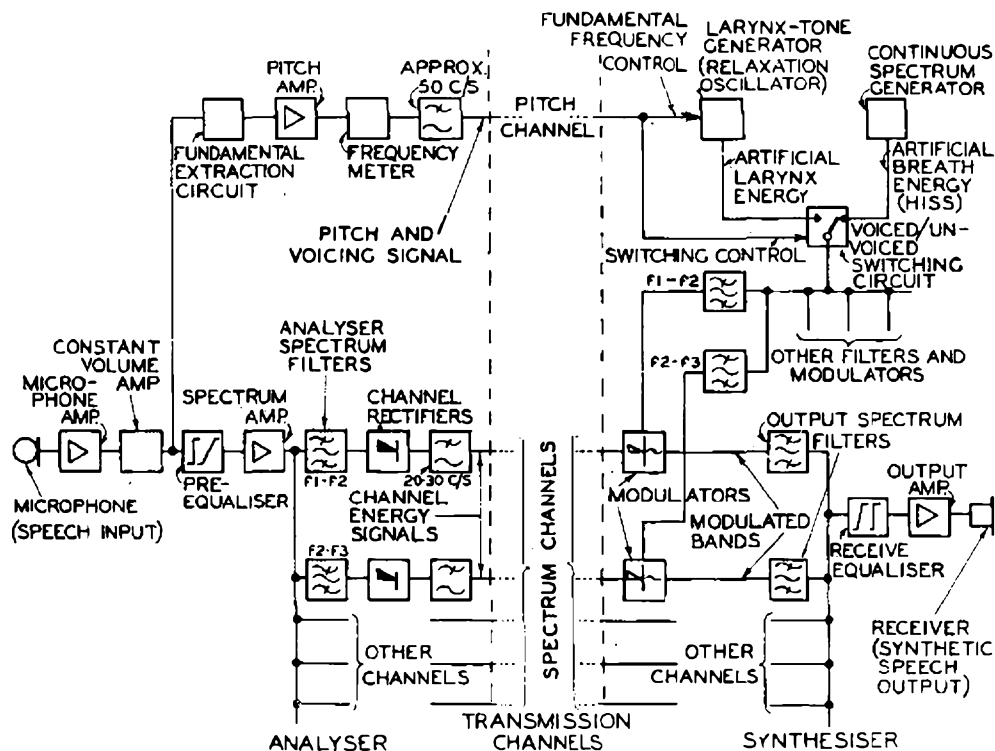 PITCH
AMP.
APPROX.
50 C/S
FUNDAMENTAL
EXTRACTION
CIRCUIT
FREQUENCY
METER
PITCH
CHANNEL
PITCH AND
VOICING SIGNAL
FUNDAMENTAL
FREQUENCY
CONTROL
LARYNX-TONE
GENERATOR
(RELAXATION
OSCILLATOR)
CONTINUOUS
SPECTRUM
GENERATOR
ARTIFICIAL
LARYNX
ENERGY
ARTIFICIAL
BREATH
ENERGY
(HISS)
SWITCHING CONTROL
VOICED/UN-
VOICED
SWITCHING
CIRCUIT
F1-F2
F2-F3
OTHER FILTERS AND
MODULATORS
CONSTANT
VOLUME
AMP
MICRO-
PHONE
AMP.
SPECTRUM
AMP.
ANALYSER
SPECTRUM
FILTERS
CHANNEL
RECTIFIERS
MICROPHONE
(SPEECH INPUT)
PRE-
EQUALISER
F1-F2
20-30 C/S
CHANNEL
ENERGY
SIGNALS
F2-F3
OTHER
CHANNELS
ANALYSER
SPECTRUM CHANNELS
TRANSMISSION
CHANNELS
MODULATORS
MODULATED
BANDS
OUTPUT SPECTRUM
FILTERS
OUTPUT
AMP.
RECEIVE
EQUALISER
RECEIVER
(SYNTHETIC
SPEECH
OUTPUT)
OTHER
CHANNELS
SYNTHESISER